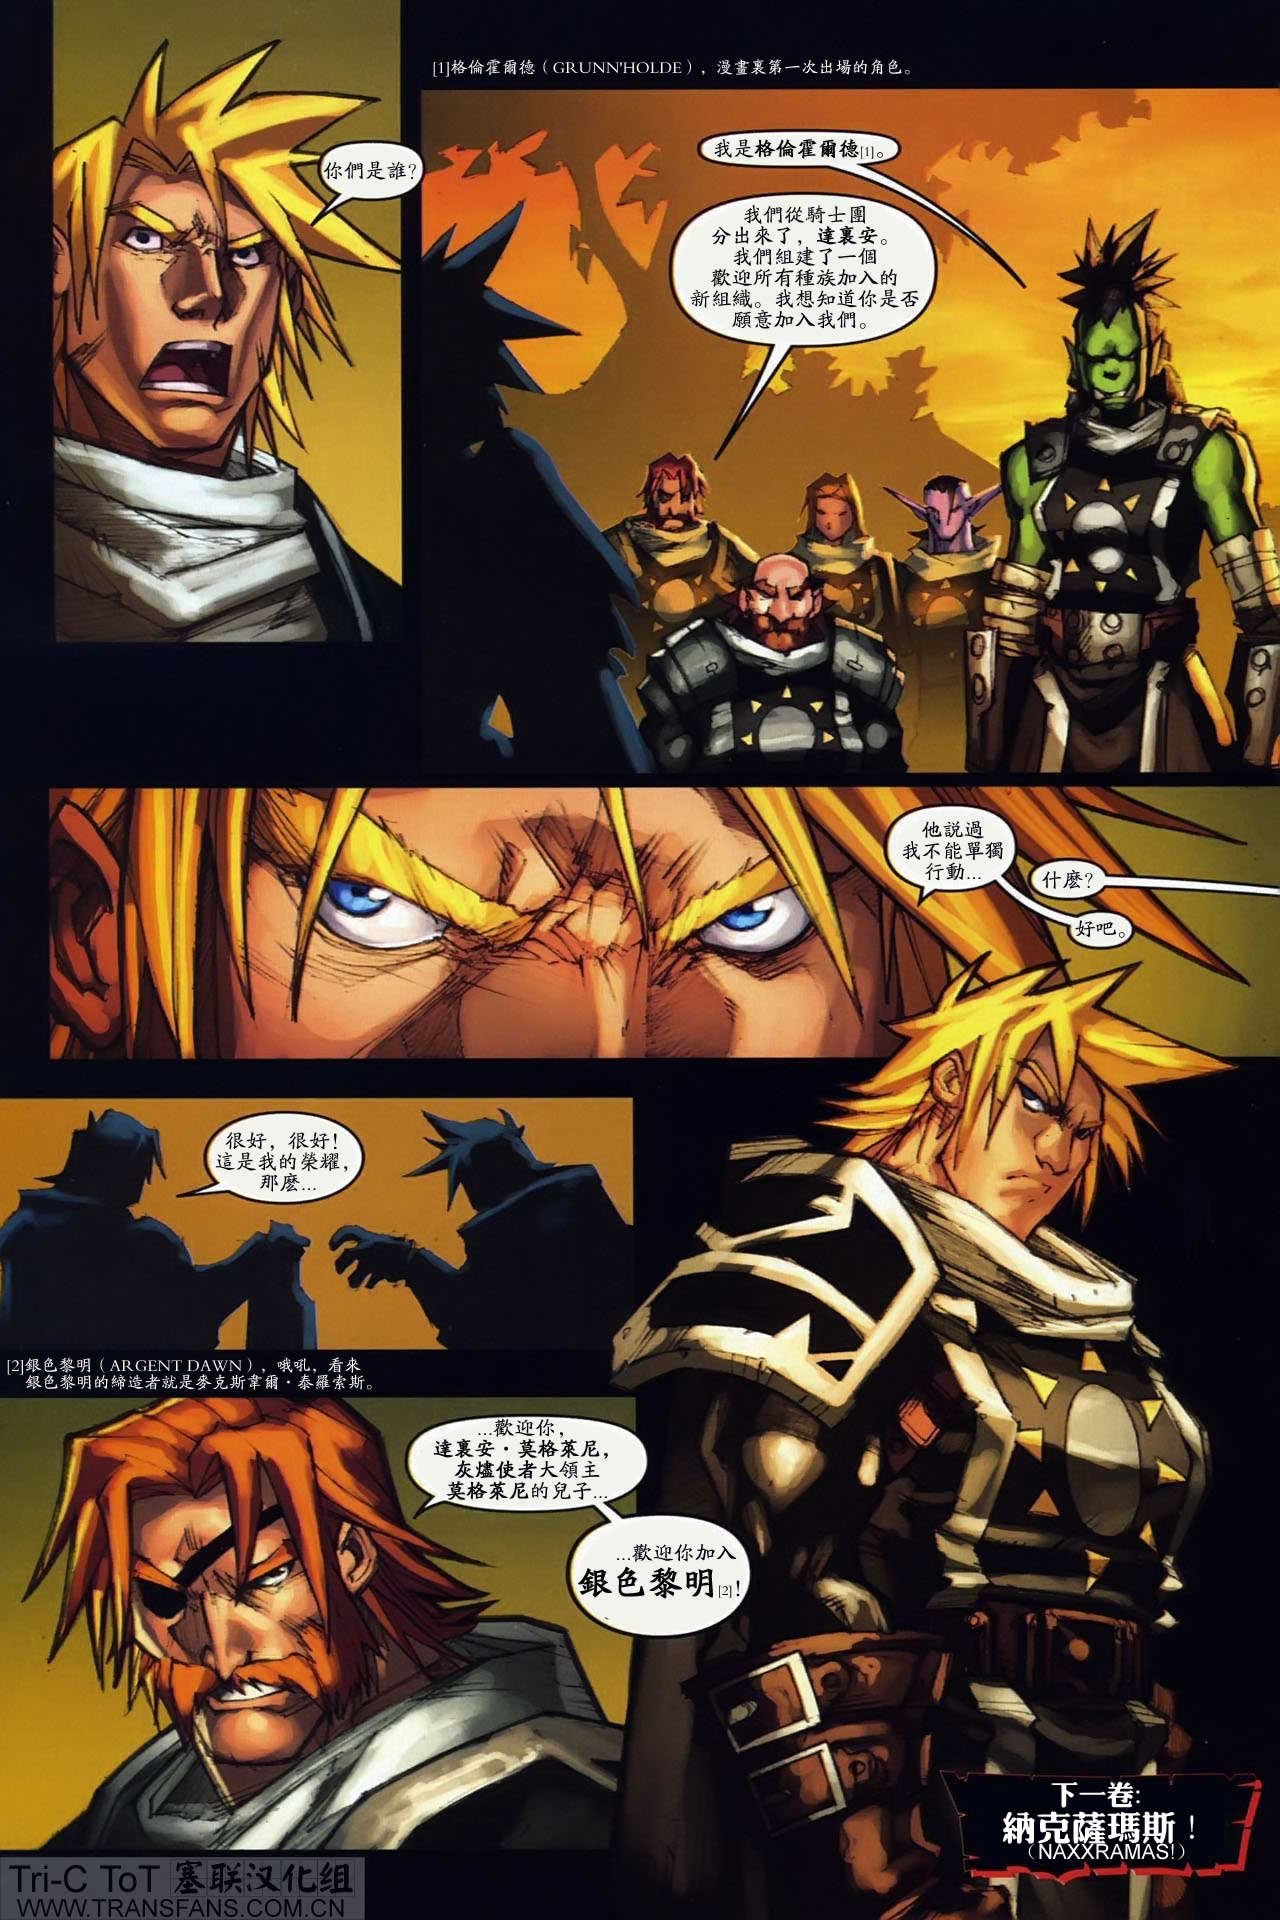 [1]格倫霍爾德（GRUNN'HOLDE），漫畫裏第一次出場的角色。
你們是誰?
我是格倫霍爾德[1]。
我們從騎士團
分出來了，達裏安。
我們組建了一個
歡迎所有種族加入的
新組織。我想知道你是否
願意加入我們。
他説過
我不能單獨
行動...
什麽?
好吧。
很好，很好!
這是我的榮耀，
那麽...
[2]銀色黎明（ARGENT DAWN），哦吼，看來
銀色黎明的締造者就是麥克斯韋爾·泰羅索斯。
...歡迎你，
達裏安·莫格萊尼，
灰燼使者大領主
莫格萊尼的兒子...
...歡迎你加入
銀色黎明[2]!
下一卷:
納克薩瑪斯！
（NAXXRAMAS!）
Tri-C ToT 塞联汉化组
WWW.TRANSFANS.COM.CN